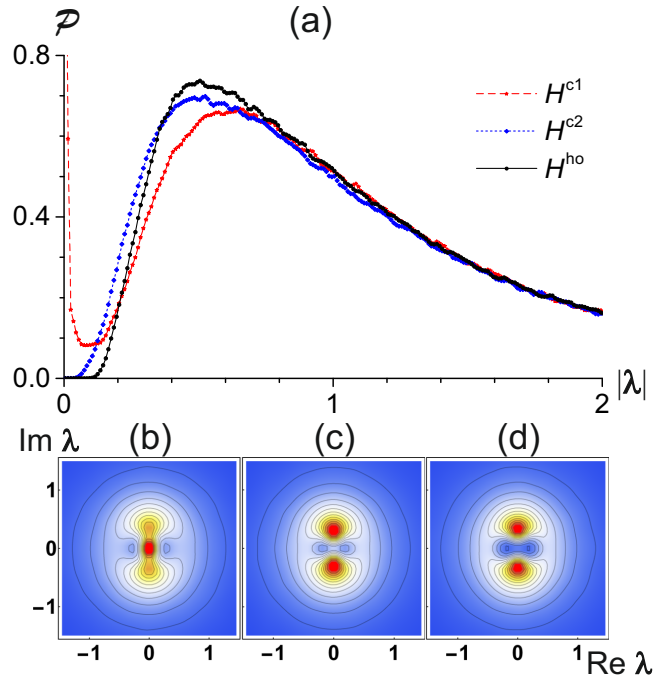 𝒫 (a)
0.8
H^c1
H^c2
0.4
H^ho
0.0
0 1 2 |λ|
Im λ (b) (c) (d)
1
0
−1
−1 0 1 −1 0 1 −1 0 1
Re λ